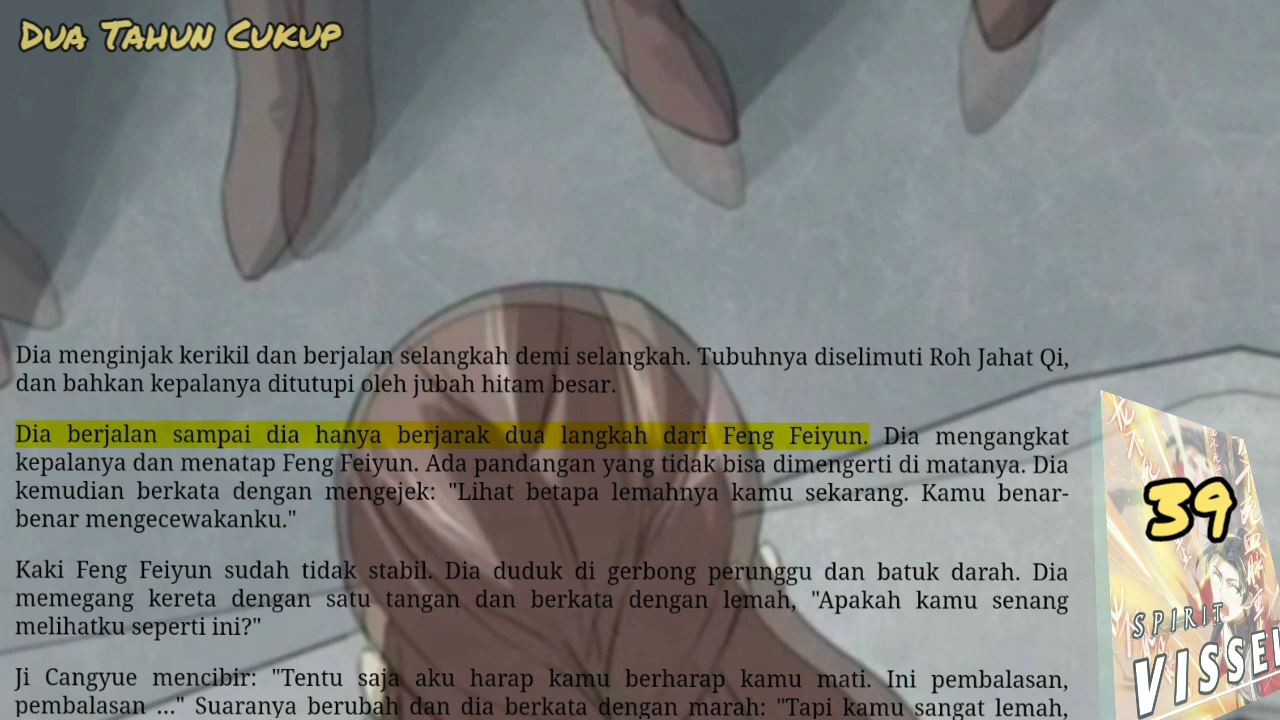 Dua Tahun Cukup
Dia menginjak kerikil dan berjalan selangkah demi selangkah. Tubuhnya diselimuti Roh Jahat Qi,
dan bahkan kepalanya ditutupi oleh jubah hitam besar.
Dia berjalan sampai dia hanya berjarak dua langkah dari Feng Feiyun. Dia mengangkat
kepalanya dan menatap Feng Feiyun. Ada pandangan yang tidak bisa dimengerti di matanya. Dia
kemudian berkata dengan mengejek: "Lihat betapa lemahnya kamu sekarang. Kamu benar-
benar mengecewakanku."
Kaki Feng Feiyun sudah tidak stabil. Dia duduk di gerbong perunggu dan batuk darah. Dia
memegang kereta dengan satu tangan dan berkata dengan lemah, "Apakah kamu senang
melihatku seperti ini?"
Ji Cangyue mencibir: "Tentu saja aku harap kamu berharap kamu mati. Ini pembalasan,
pembalasan ..." Suaranya berubah dan dia berkata dengan marah: "Tapi kamu sangat lemah,
39
SPIRIT
VISSEL